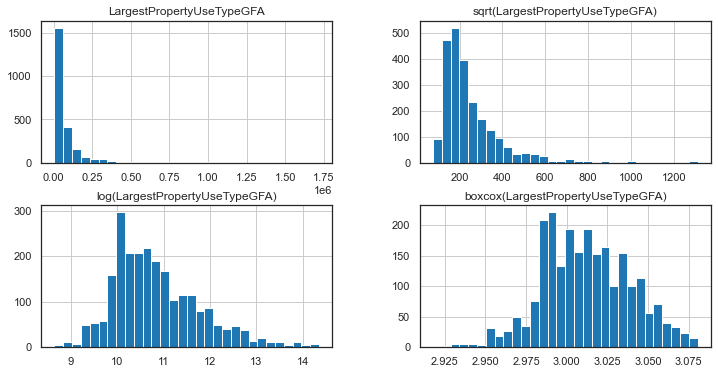 LargestPropertyUseTypeGFA
1500
1000
500
0
0.00 0.25 0.50 0.75 1.00 1.25 1.50 1.75
1e6
sqrt(LargestPropertyUseTypeGFA)
500
400
300
200
100
0
200 400 600 800 1000 1200
log(LargestPropertyUseTypeGFA)
300
200
100
0
9 10 11 12 13 14
boxcox(LargestPropertyUseTypeGFA)
200
150
100
50
0
2.925 2.950 2.975 3.000 3.025 3.050 3.075